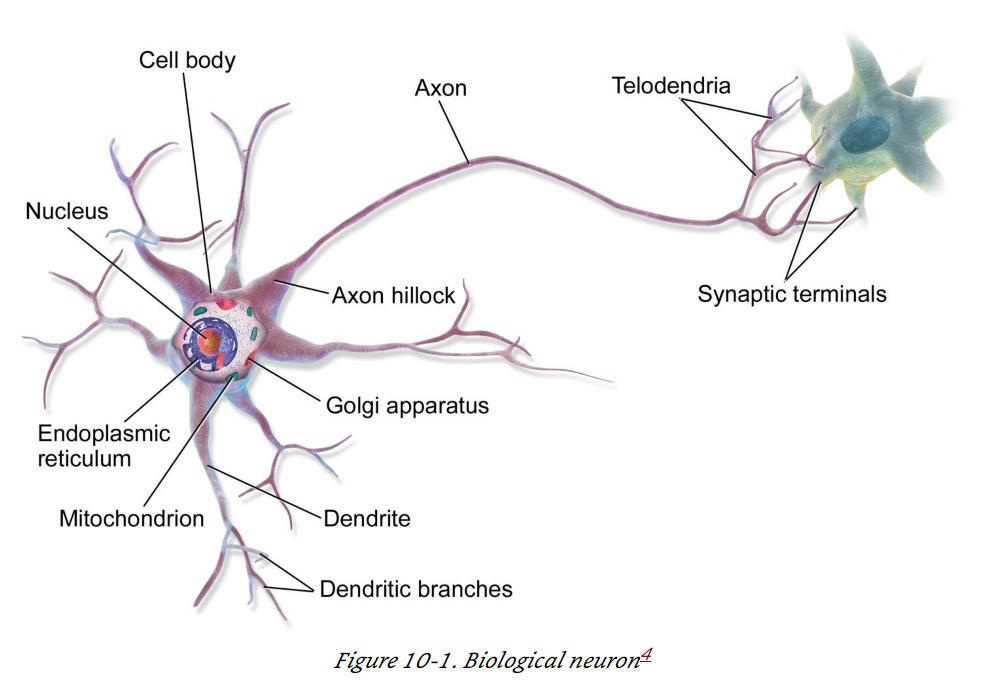 Cell body
Axon
Telodendria
Nucleus
Axon hillock
Synaptic terminals
Golgi apparatus
Endoplasmic
reticulum
Mitochondrion
Dendrite
Dendritic branches
Figure 10-1. Biological neuron4